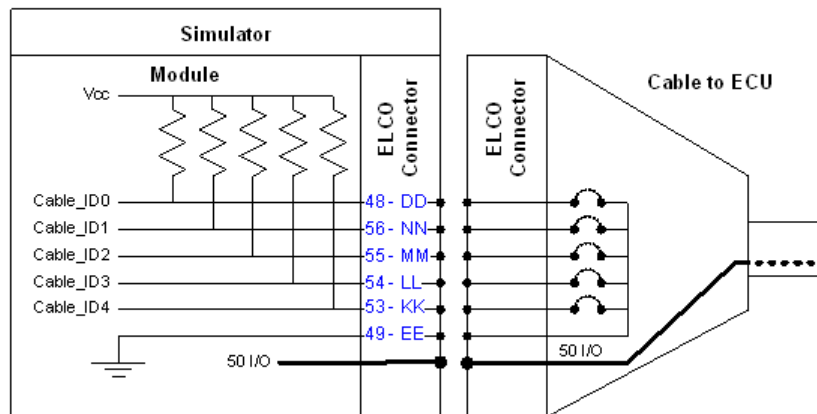 Simulator
Module
Vcc
ELCO
Connector
ELCO
Connector
Cable to ECU
Cable_ID0
48 - DD
Cable_ID1
56 - NN
Cable_ID2
55 - MM
Cable_ID3
54 - LL
Cable_ID4
53 - KK
49 - EE
50 I/O
50 I/O